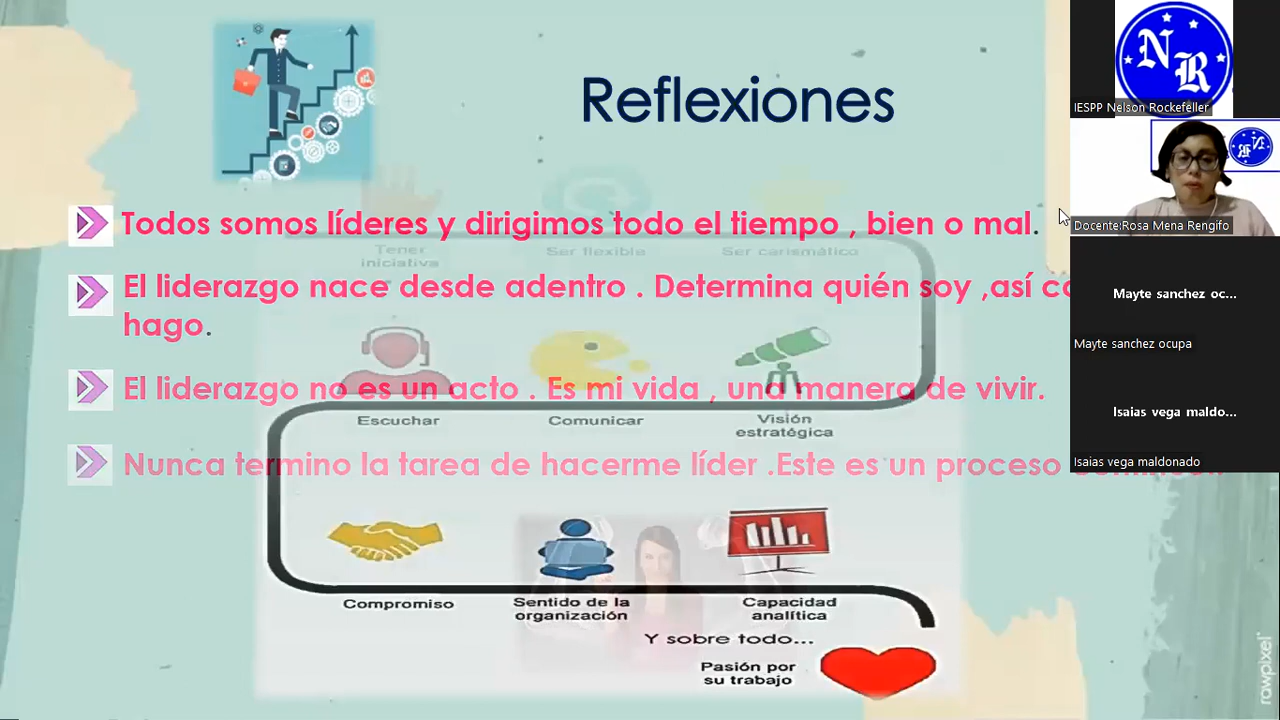 Reflexiones
Todos somos líderes y dirigimos todo el tiempo , bien o mal.
El liderazgo nace desde adentro . Determina quién soy ,así
hago.
El liderazgo no es un acto . Es mi vida , una manera de vivir.
Nunca termino la tarea de hacerme líder .Este es un proceso
Tener
iniciativa
Ser flexible
Ser carismático
Escuchar
Comunicar
Visión
estratégica
Compromiso
Sentido de la
organización
Capacidad
analítica
Y sobre todo...
Pasión por
su trabajo
NR
IESPP Nelson Rockefeller
Docente:Rosa Mena Rengifo
Mayte sanchez oc...
Mayte sanchez ocupa
Isaias vega maldo...
Isaias vega maldonado
rawpixel